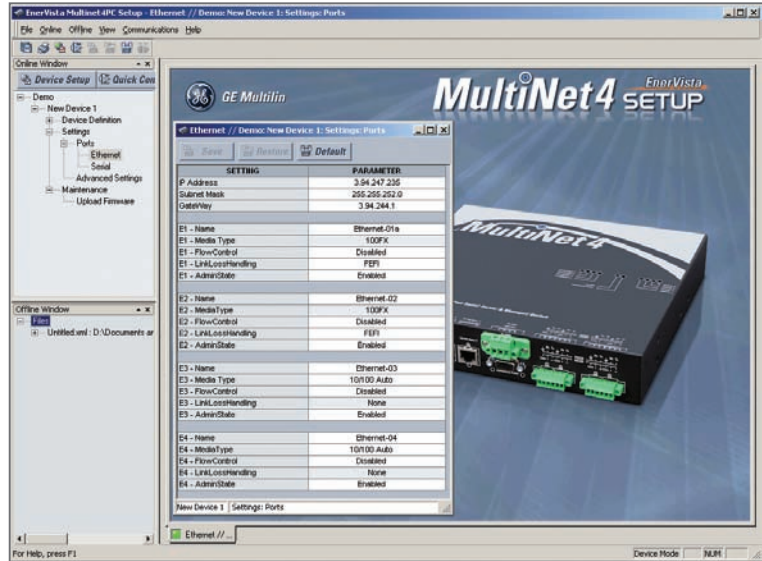 EnerVista Multinet4PC Setup - Ethernet // Demo: New Device 1: Settings: Ports
File Online Offline View Communications Help
Online Window
Device Setup Quick Con
Demo
New Device 1
Device Definition
Settings
Ports
Ethernet
Serial
Advanced Settings
Maintenance
Upload Firmware
Offline Window
Files
Untitled.xml : D:\Documents ar
GE Multilin
EnerVista
MultiNet4 SETUP
Ethernet // Demo: New Device 1: Settings: Ports
Save Restore Default
SETTING PARAMETER
IP Address 3.94.247.235
Subnet Mask 255.255.252.0
GateWay 3.94.244.1
E1 - Name Ethernet-01a
E1 - Media Type 100FX
E1 - FlowControl Disabled
E1 - LinkLossHandling FEFI
E1 - AdminState Enabled
E2 - Name Ethernet-02
E2 - MediaType 100FX
E2 - FlowControl Disabled
E2 - LinkLossHandling FEFI
E2 - AdminState Enabled
E3 - Name Ethernet-03
E3 - Media Type 10/100 Auto
E3 - FlowControl Disabled
E3 - LinkLossHandling None
E3 - AdminState Enabled
E4 - Name Ethernet-04
E4 - MediaType 10/100 Auto
E4 - FlowControl Disabled
E4 - LinkLossHandling None
E4 - AdminState Enabled
New Device 1 Settings: Ports
MultiNet4
Ethernet // ...
For Help, press F1
Device Mode NUM